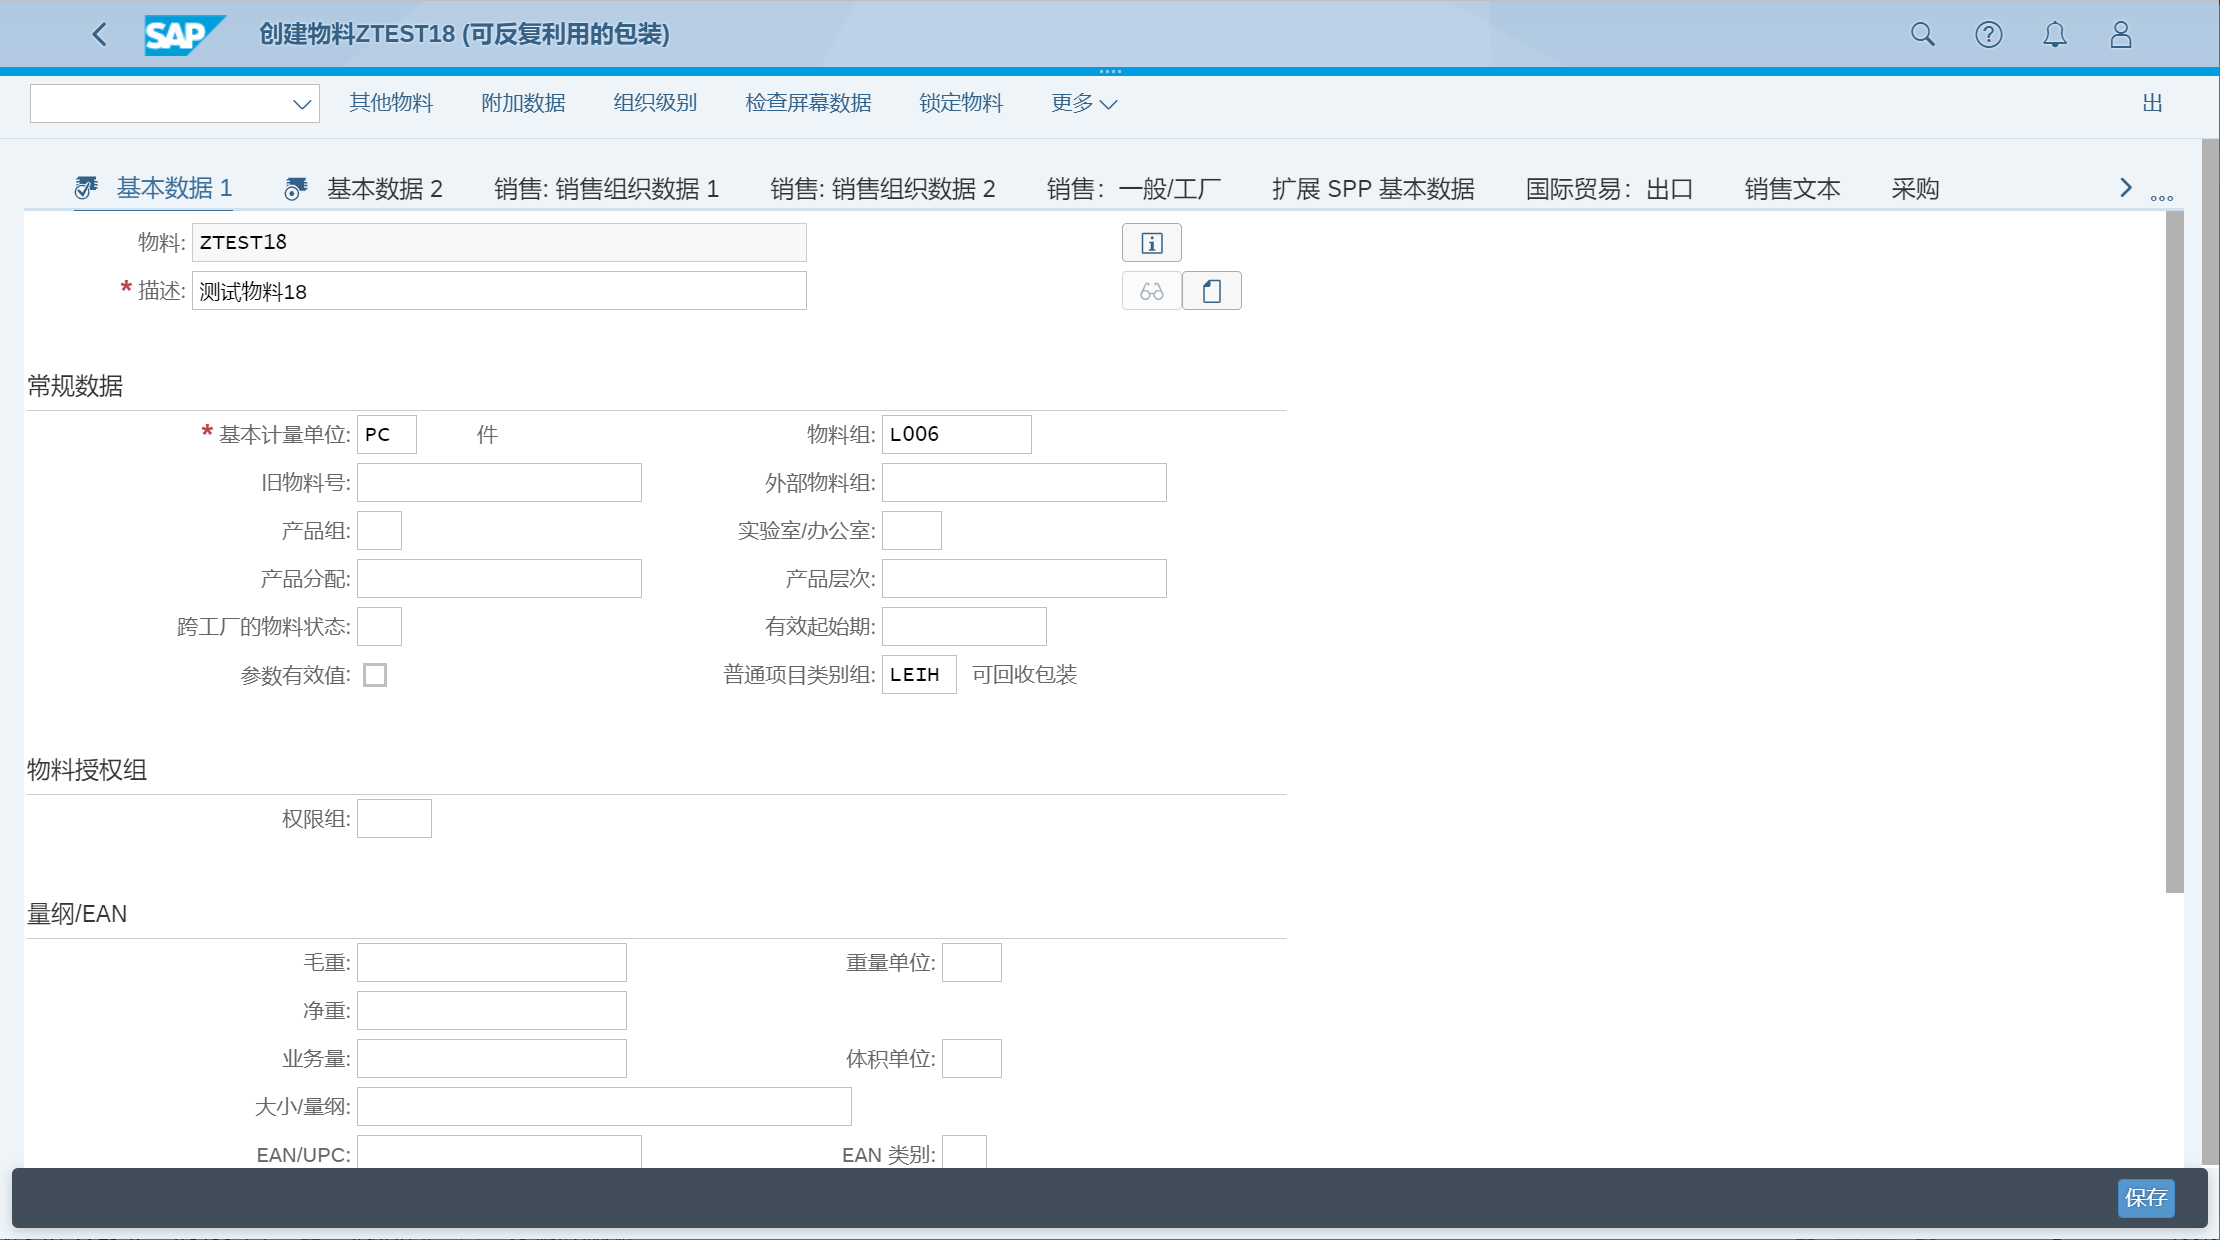 SAP 创建物料ZTEST18 (可反复利用的包装)
其他物料 附加数据 组织级别 检查屏幕数据 锁定物料 更多 出
基本数据 1 基本数据 2 销售: 销售组织数据 1 销售: 销售组织数据 2 销售：一般/工厂 扩展 SPP 基本数据 国际贸易：出口 销售文本 采购
物料: ZTEST18
* 描述: 测试物料18
常规数据
* 基本计量单位: PC 件 物料组: L006
旧物料号: 外部物料组:
产品组: 实验室/办公室:
产品分配: 产品层次:
跨工厂的物料状态: 有效起始期:
参数有效值: 普通项目类别组: LEIH 可回收包装
物料授权组
权限组:
量纲/EAN
毛重: 重量单位:
净重:
业务量: 体积单位:
大小/量纲:
EAN/UPC: EAN 类别:
保存